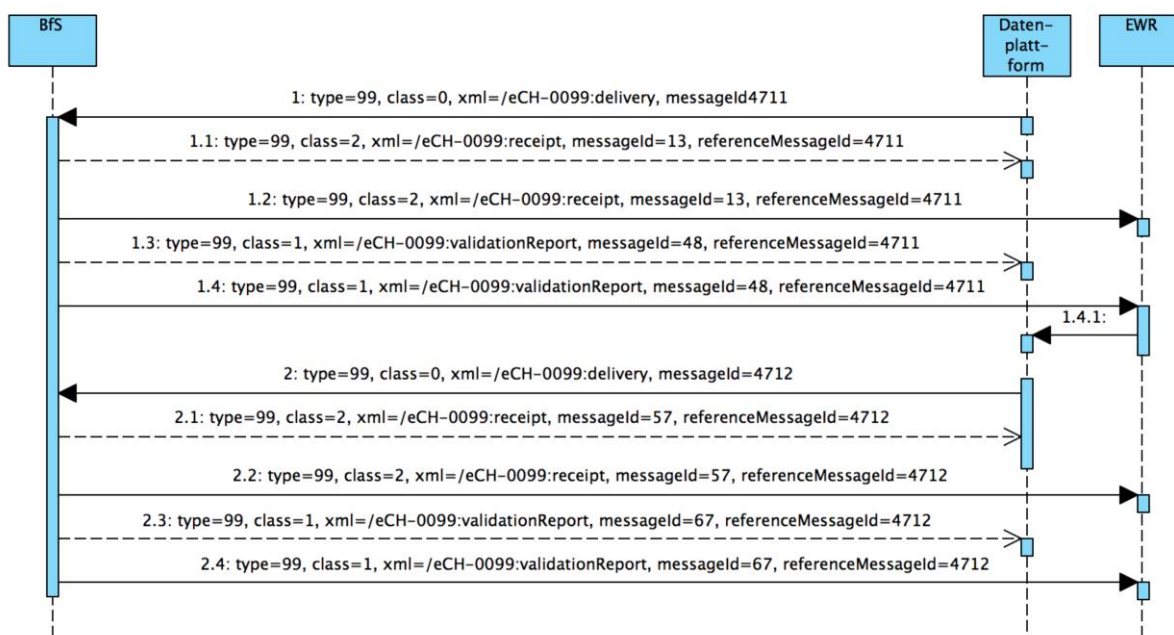 BfS
Daten-
platt-
form
EWR
1: type=99, class=0, xml=/eCH-0099:delivery, messageId4711
1.1: type=99, class=2, xml=/eCH-0099:receipt, messageId=13, referenceMessageId=4711
1.2: type=99, class=2, xml=/eCH-0099:receipt, messageId=13, referenceMessageId=4711
1.3: type=99, class=1, xml=/eCH-0099:validationReport, messageId=48, referenceMessageId=4711
1.4: type=99, class=1, xml=/eCH-0099:validationReport, messageId=48, referenceMessageId=4711
1.4.1:
2: type=99, class=0, xml=/eCH-0099:delivery, messageId=4712
2.1: type=99, class=2, xml=/eCH-0099:receipt, messageId=57, referenceMessageId=4712
2.2: type=99, class=2, xml=/eCH-0099:receipt, messageId=57, referenceMessageId=4712
2.3: type=99, class=1, xml=/eCH-0099:validationReport, messageId=67, referenceMessageId=4712
2.4: type=99, class=1, xml=/eCH-0099:validationReport, messageId=67, referenceMessageId=4712